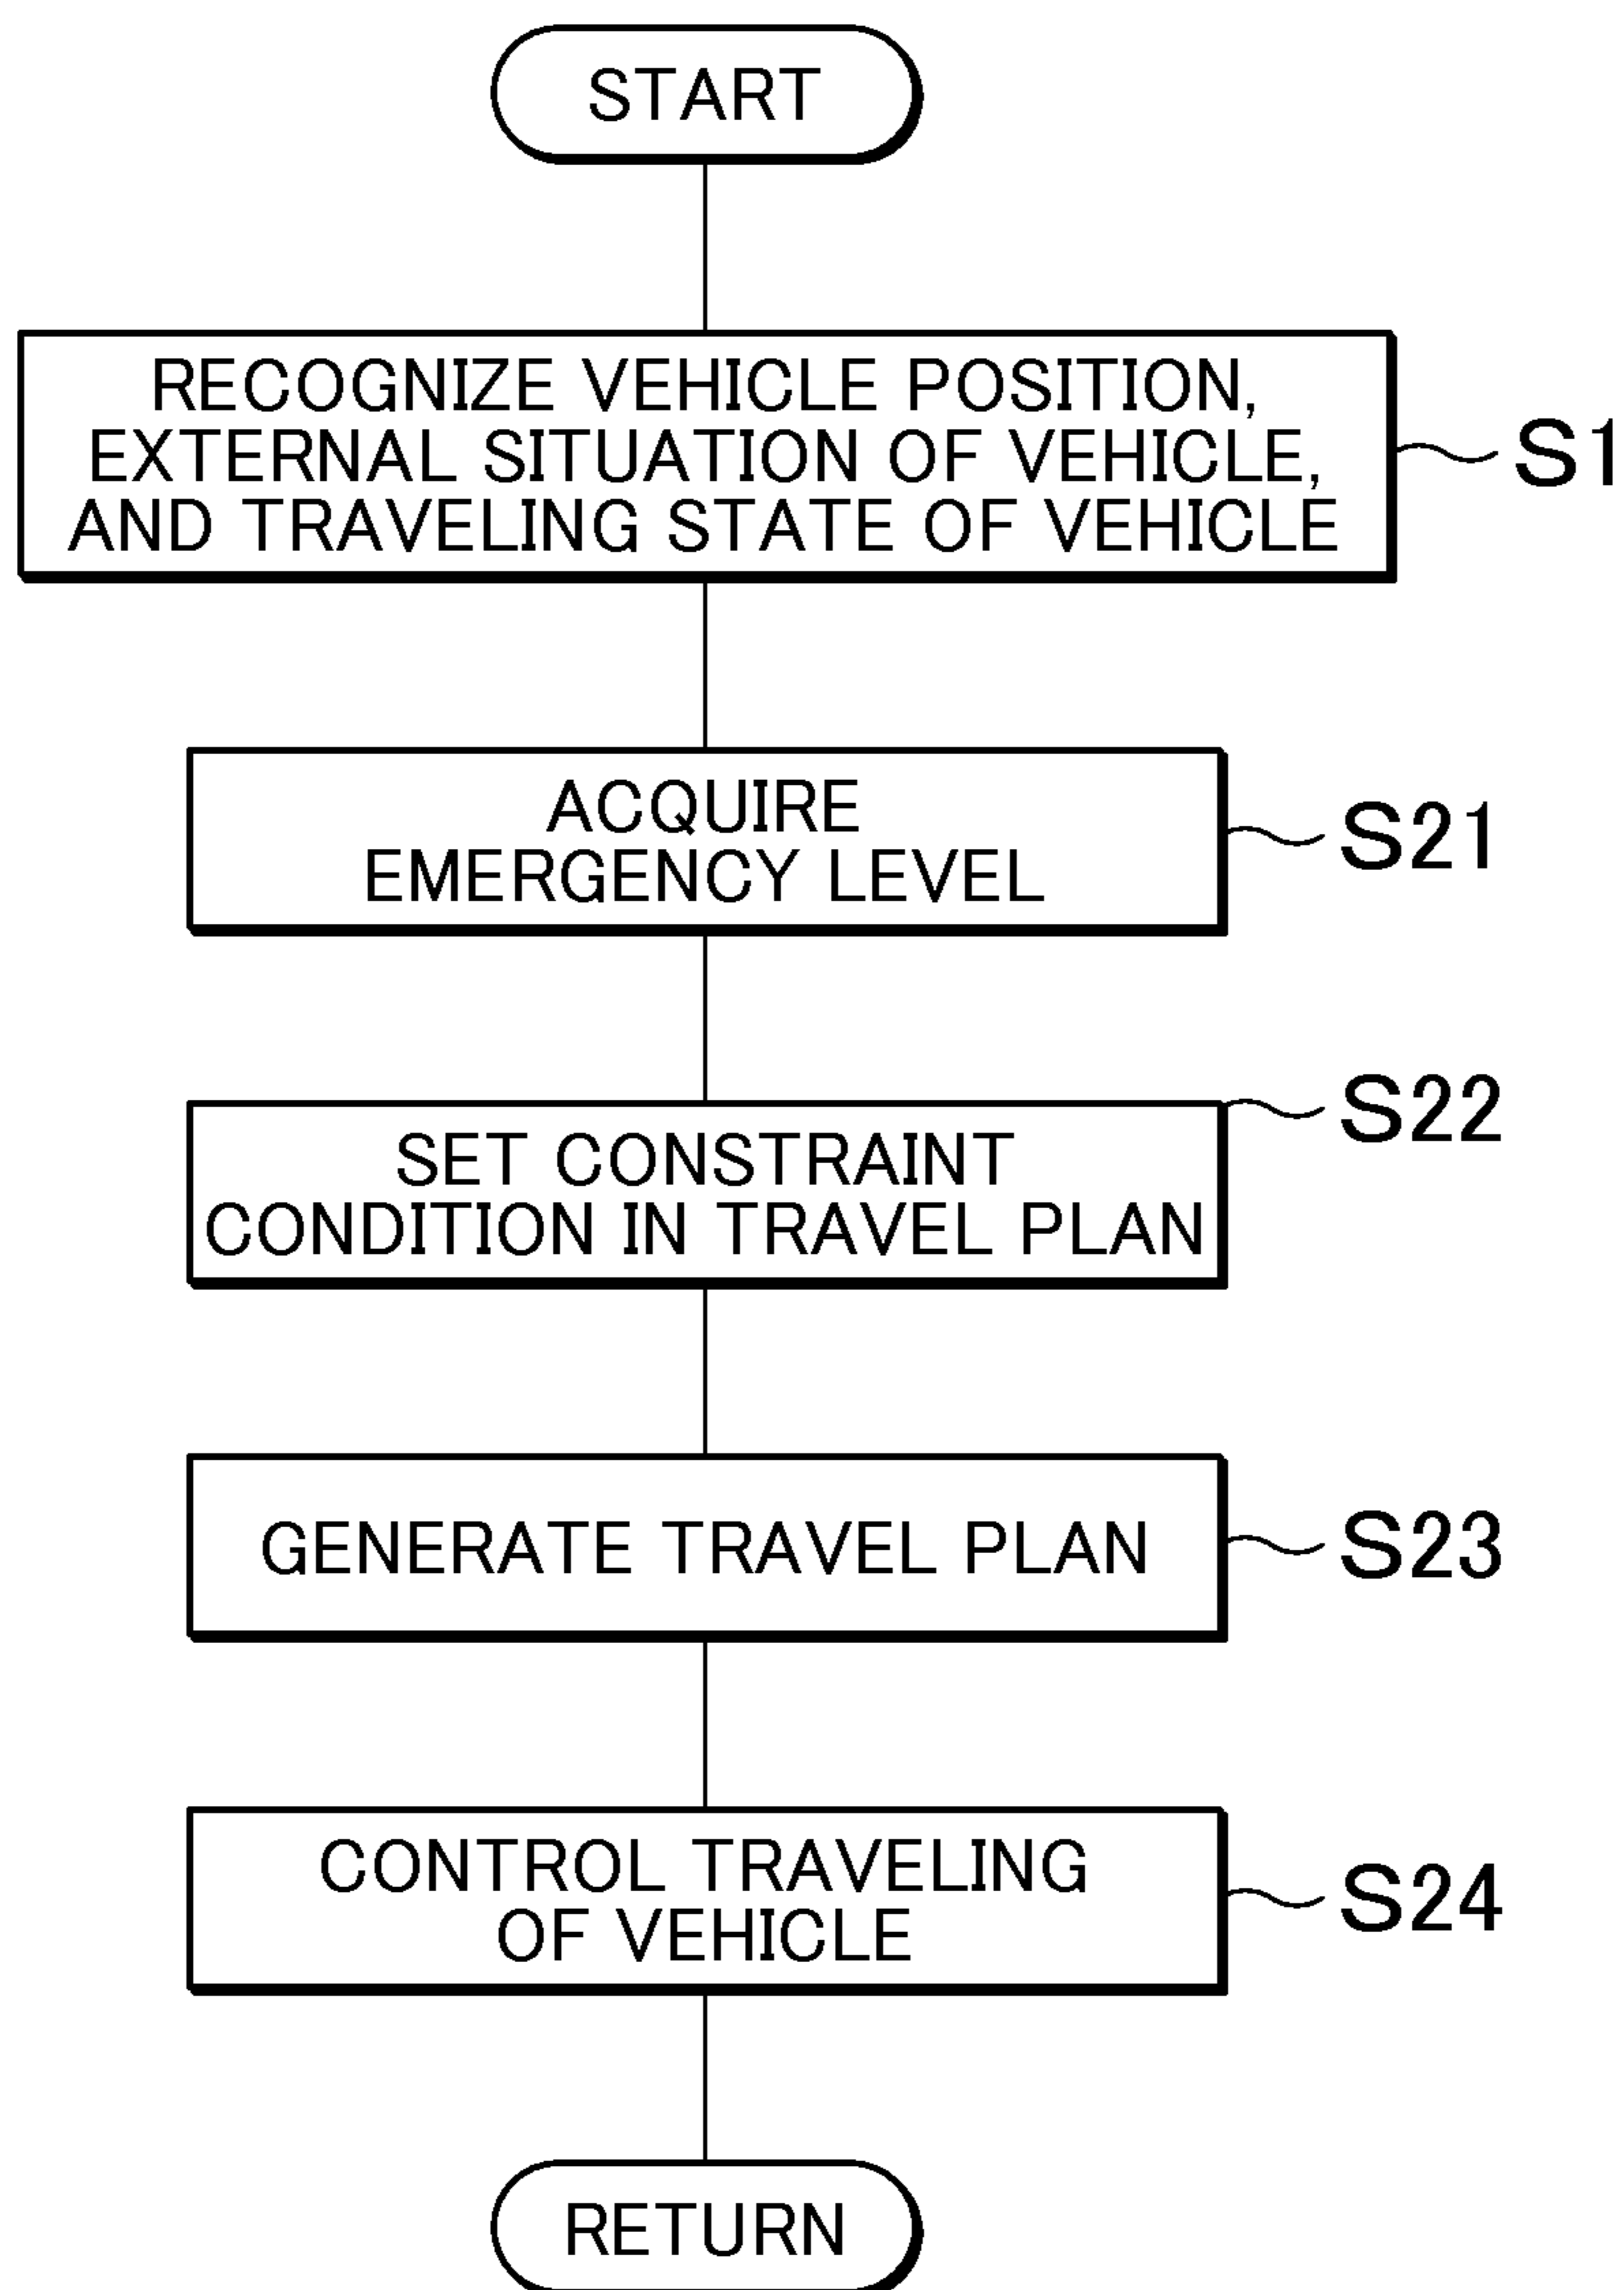 START
RECOGNIZE VEHICLE POSITION,
EXTERNAL SITUATION OF VEHICLE,
AND TRAVELING STATE OF VEHICLE
S1
ACQUIRE
EMERGENCY LEVEL
S21
SET CONSTRAINT
CONDITION IN TRAVEL PLAN
S22
GENERATE TRAVEL PLAN
S23
CONTROL TRAVELING
OF VEHICLE
S24
RETURN